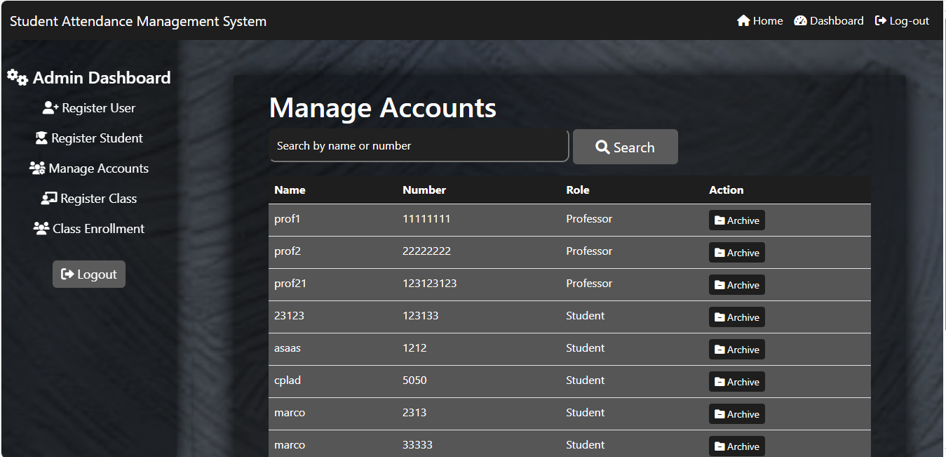 Student Attendance Management System
Home Dashboard Log-out
Admin Dashboard
Register User
Register Student
Manage Accounts
Register Class
Class Enrollment
Logout
Manage Accounts
Search by name or number Search
Name Number Role Action
prof1 11111111 Professor Archive
prof2 22222222 Professor Archive
prof21 123123123 Professor Archive
23123 123133 Student Archive
asaas 1212 Student Archive
cplad 5050 Student Archive
marco 2313 Student Archive
marco 33333 Student Archive